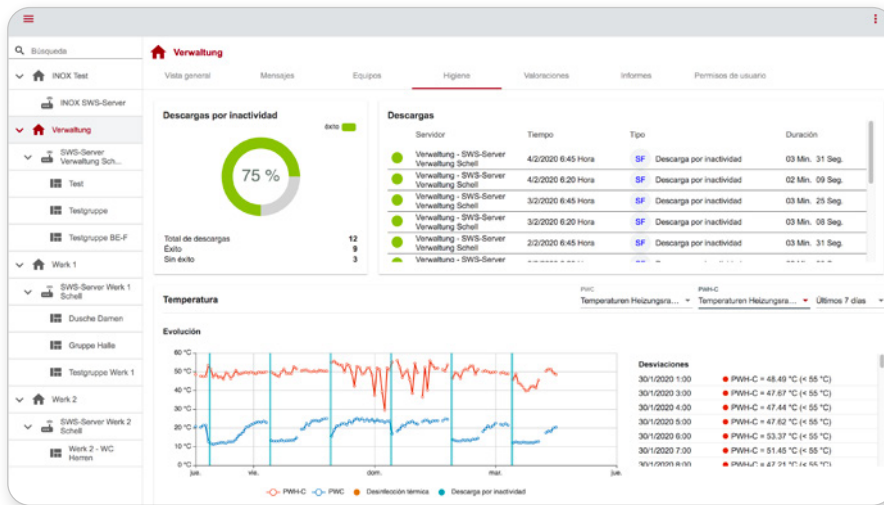 Búsqueda
INOX Test
INOX SWS-Server
Verwaltung
SWS-Server
Verwaltung Sch...
Test
Testgruppe
Testgruppe BE-F
Werk 1
SWS-Server Werk 1
Schell
Dusche Damen
Gruppe Halle
Testgruppe Werk 1
Werk 2
SWS-Server Werk 2
Schell
Werk 2 - WC
Herren
Verwaltung
Vista general Mensajes Equipos Higiene Valoraciones Informes Permisos de usuario
Descargas por inactividad
éxito
75 %
Total de descargas 12
Éxito 9
Sin éxito 3
Descargas
Servidor Tiempo Tipo Duración
Verwaltung - SWS-Server
Verwaltung Schell 4/2/2020 6:45 Hora SF Descarga por inactividad 03 Min. 31 Seg.
Verwaltung - SWS-Server
Verwaltung Schell 4/2/2020 6:20 Hora SF Descarga por inactividad 02 Min. 09 Seg.
Verwaltung - SWS-Server
Verwaltung Schell 3/2/2020 6:45 Hora SF Descarga por inactividad 03 Min. 25 Seg.
Verwaltung - SWS-Server
Verwaltung Schell 3/2/2020 6:20 Hora SF Descarga por inactividad 03 Min. 08 Seg.
Verwaltung - SWS-Server
Verwaltung Schell 2/2/2020 6:45 Hora SF Descarga por inactividad 03 Min. 31 Seg.
Verwaltung - SWS-Server
Temperatura
PWC
Temperaturen Heizungsra...
PWH-C
Temperaturen Heizungsra...
Últimos 7 días
Evolución
60 °C
50 °C
40 °C
30 °C
20 °C
10 °C
0 °C
jue. vie. dom. mar. jue.
PWH-C PWC Desinfección térmica Descarga por inactividad
Desviaciones
30/1/2020 1:00 PWH-C = 48.49 °C (< 55 °C)
30/1/2020 3:00 PWH-C = 47.67 °C (< 55 °C)
30/1/2020 4:00 PWH-C = 47.44 °C (< 55 °C)
30/1/2020 5:00 PWH-C = 47.62 °C (< 55 °C)
30/1/2020 6:00 PWH-C = 53.37 °C (< 55 °C)
30/1/2020 7:00 PWH-C = 51.45 °C (< 55 °C)
30/1/2020 8:00 PWH-C = 47.21 °C (< 55 °C)